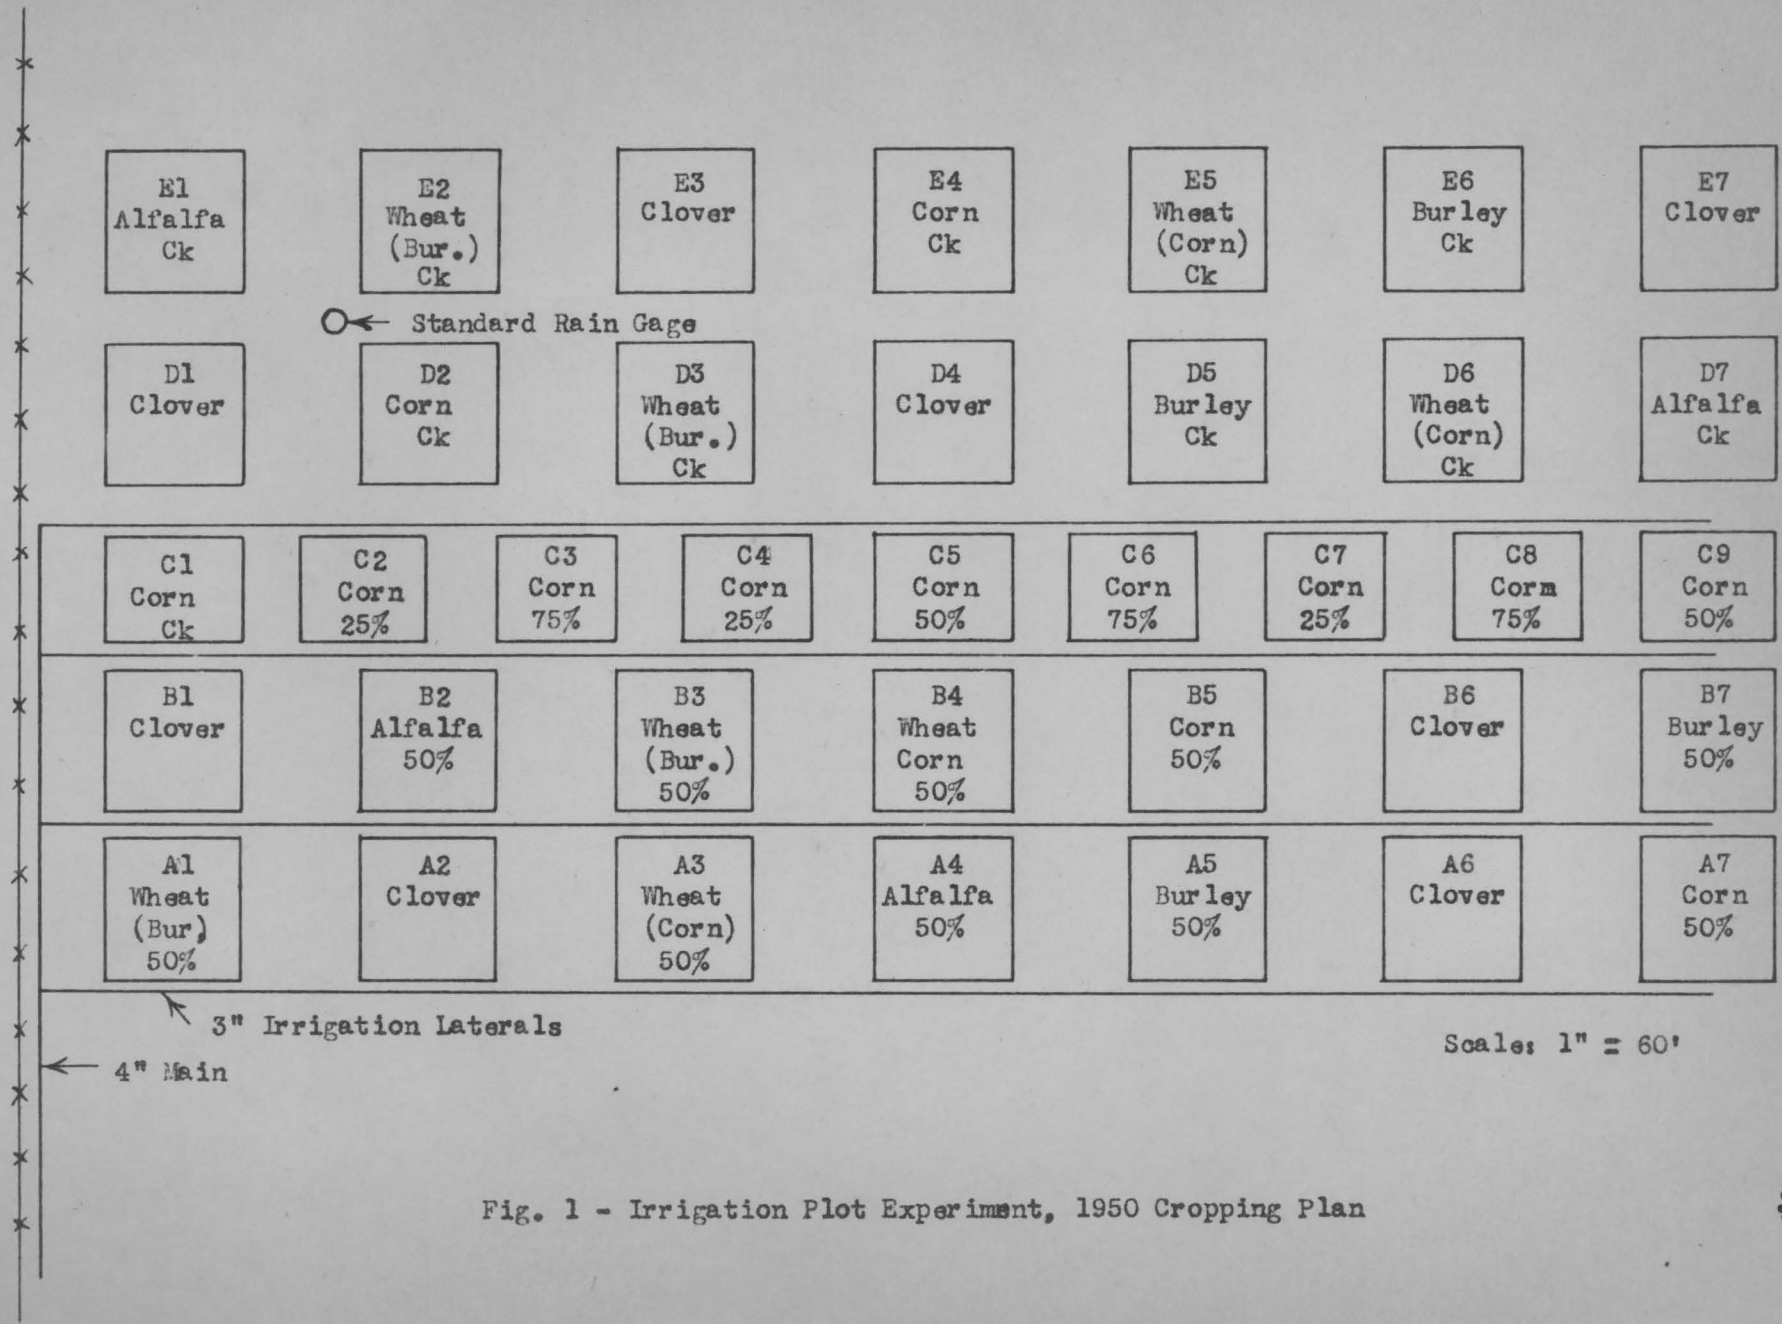 E1
Alfalfa
Ck
E2
Wheat
(Bur.)
Ck
E3
Clover
E4
Corn
Ck
E5
Wheat
(Corn)
Ck
E6
Burley
Ck
E7
Clover
Standard Rain Gage
D1
Clover
D2
Corn
Ck
D3
Wheat
(Bur.)
Ck
D4
Clover
D5
Burley
Ck
D6
Wheat
(Corn)
Ck
D7
Alfalfa
Ck
C1
Corn
Ck
C2
Corn
25%
C3
Corn
75%
C4
Corn
25%
C5
Corn
50%
C6
Corn
75%
C7
Corn
25%
C8
Corm
75%
C9
Corn
50%
B1
Clover
B2
Alfalfa
50%
B3
Wheat
(Bur.)
50%
B4
Wheat
Corn
50%
B5
Corn
50%
B6
Clover
B7
Burley
50%
A1
Wheat
(Bur)
50%
A2
Clover
A3
Wheat
(Corn)
50%
A4
Alfalfa
50%
A5
Burley
50%
A6
Clover
A7
Corn
50%
3" Irrigation Laterals
4" Main
Scale: 1" = 60'
Fig. 1 - Irrigation Plot Experiment, 1950 Cropping Plan